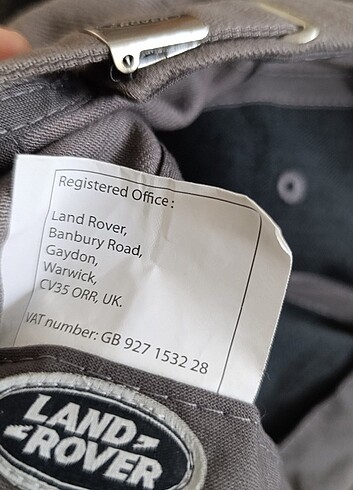 ROVER
Registered Office:
Land Rover,
Banbury Road,
Gaydon,
Warwick,
CV35 ORR, UK.
VAT number: GB 927 1532 28
LAND-
-ROVER